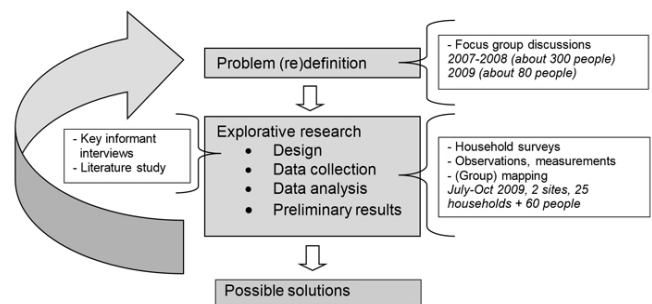 Problem (re)definition
- Focus group discussions
2007-2008 (about 300 people)
2009 (about 80 people)
- Key
informant
interviews
- Literature study
Explorative research
• Design
• Data collection
• Data analysis
• Preliminary results
- Household surveys
- Observations, measurements
- (Group) mapping
July-Oct 2009, 2 sites, 25
households + 60 people
Possible solutions